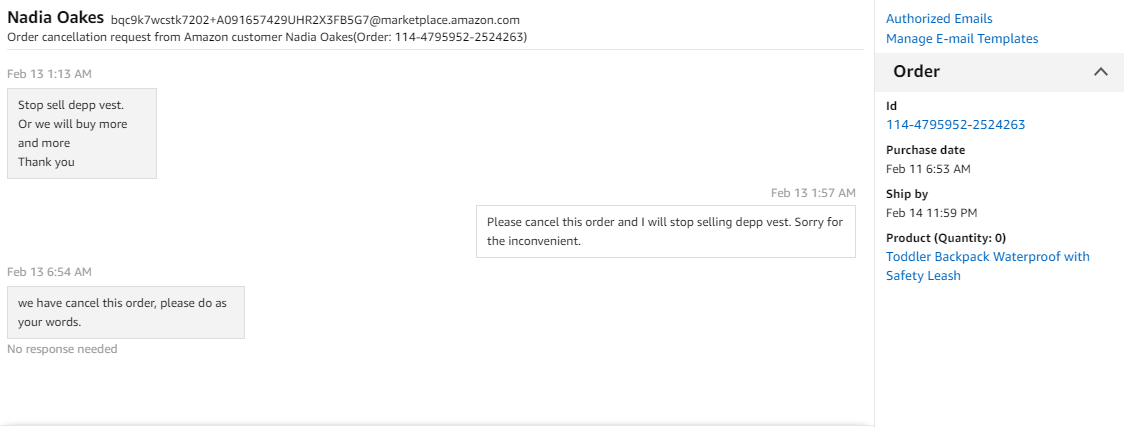 Nadia Oakes bqc9k7wcstk7202+A091657429UHR2X3FB5G7@marketplace.amazon.com
Order cancellation request from Amazon customer Nadia Oakes(Order: 114-4795952-2524263)
Feb 13 1:13 AM
Stop sell depp vest.
Or we will buy more
and more
Thank you
Feb 13 1:57 AM
Please cancel this order and I will stop selling depp vest. Sorry for
the inconvenient.
Feb 13 6:54 AM
we have cancel this order, please do as
your words.
No response needed
Authorized Emails
Manage E-mail Templates
Order
Id
114-4795952-2524263
Purchase date
Feb 11 6:53 AM
Ship by
Feb 14 11:59 PM
Product (Quantity: 0)
Toddler Backpack Waterproof with
Safety Leash